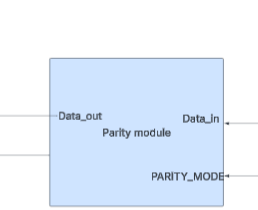 Data_out
Data_in
Parity module
PARITY_MODE